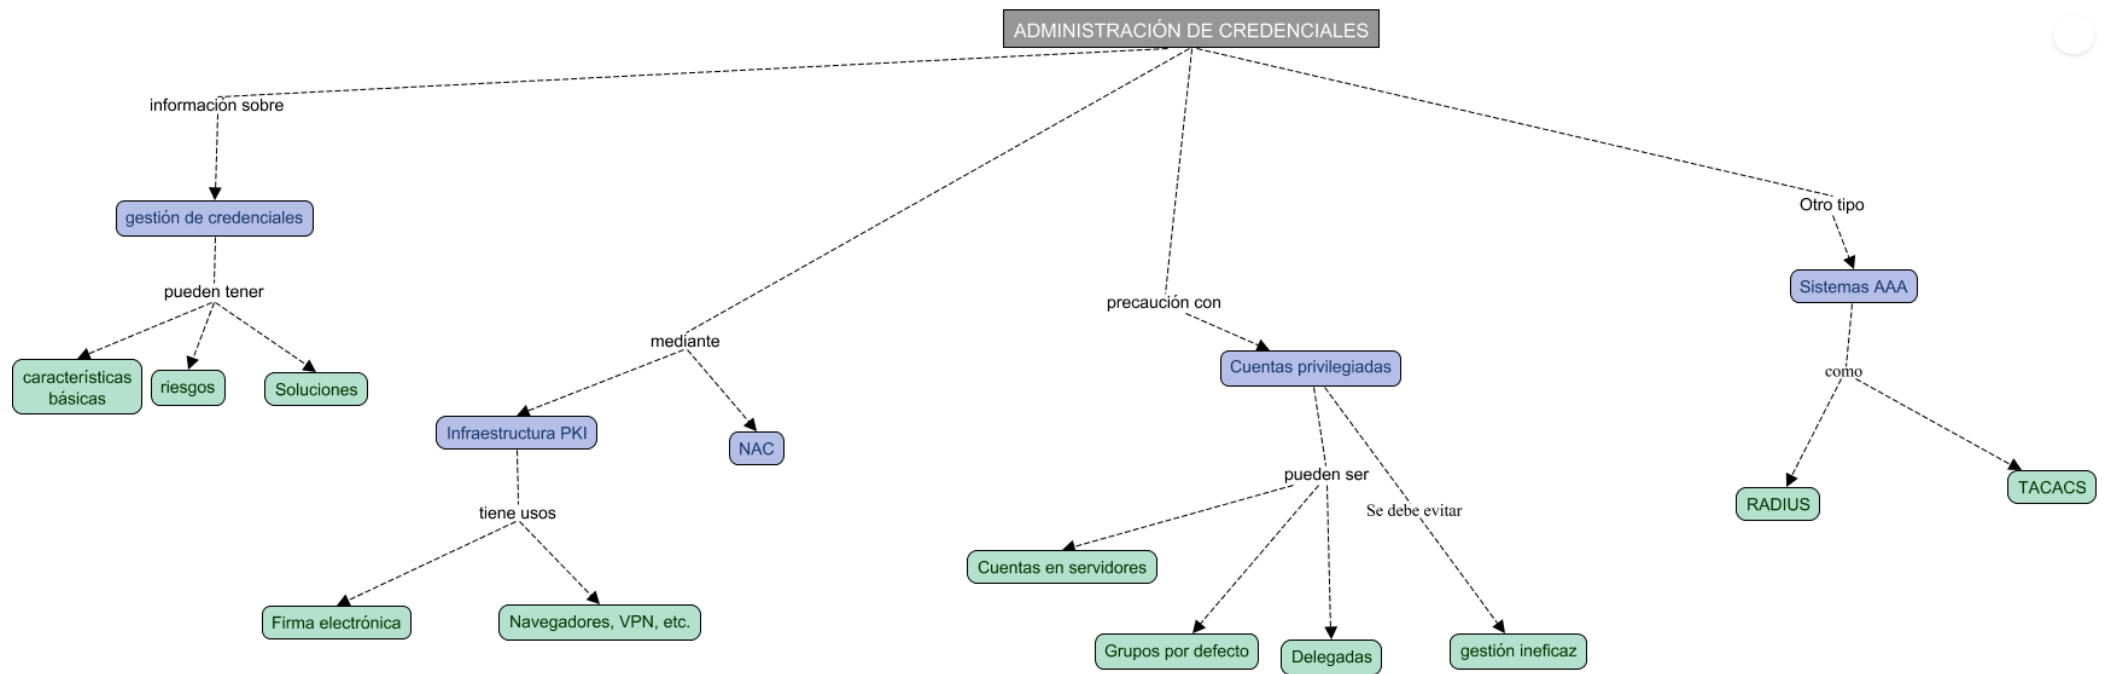 ADMINISTRACIÓN DE CREDENCIALES
información sobre
Otro tipo
gestión de credenciales
Sistemas AAA
pueden tener
precaución con
mediante
Cuentas privilegiadas
como
características
básicas
riesgos
Soluciones
Infraestructura PKI
NAC
pueden ser
Se debe evitar
RADIUS
TACACS
tiene usos
Cuentas en servidores
Firma electrónica
Navegadores, VPN, etc.
Grupos por defecto
Delegadas
gestión ineficaz